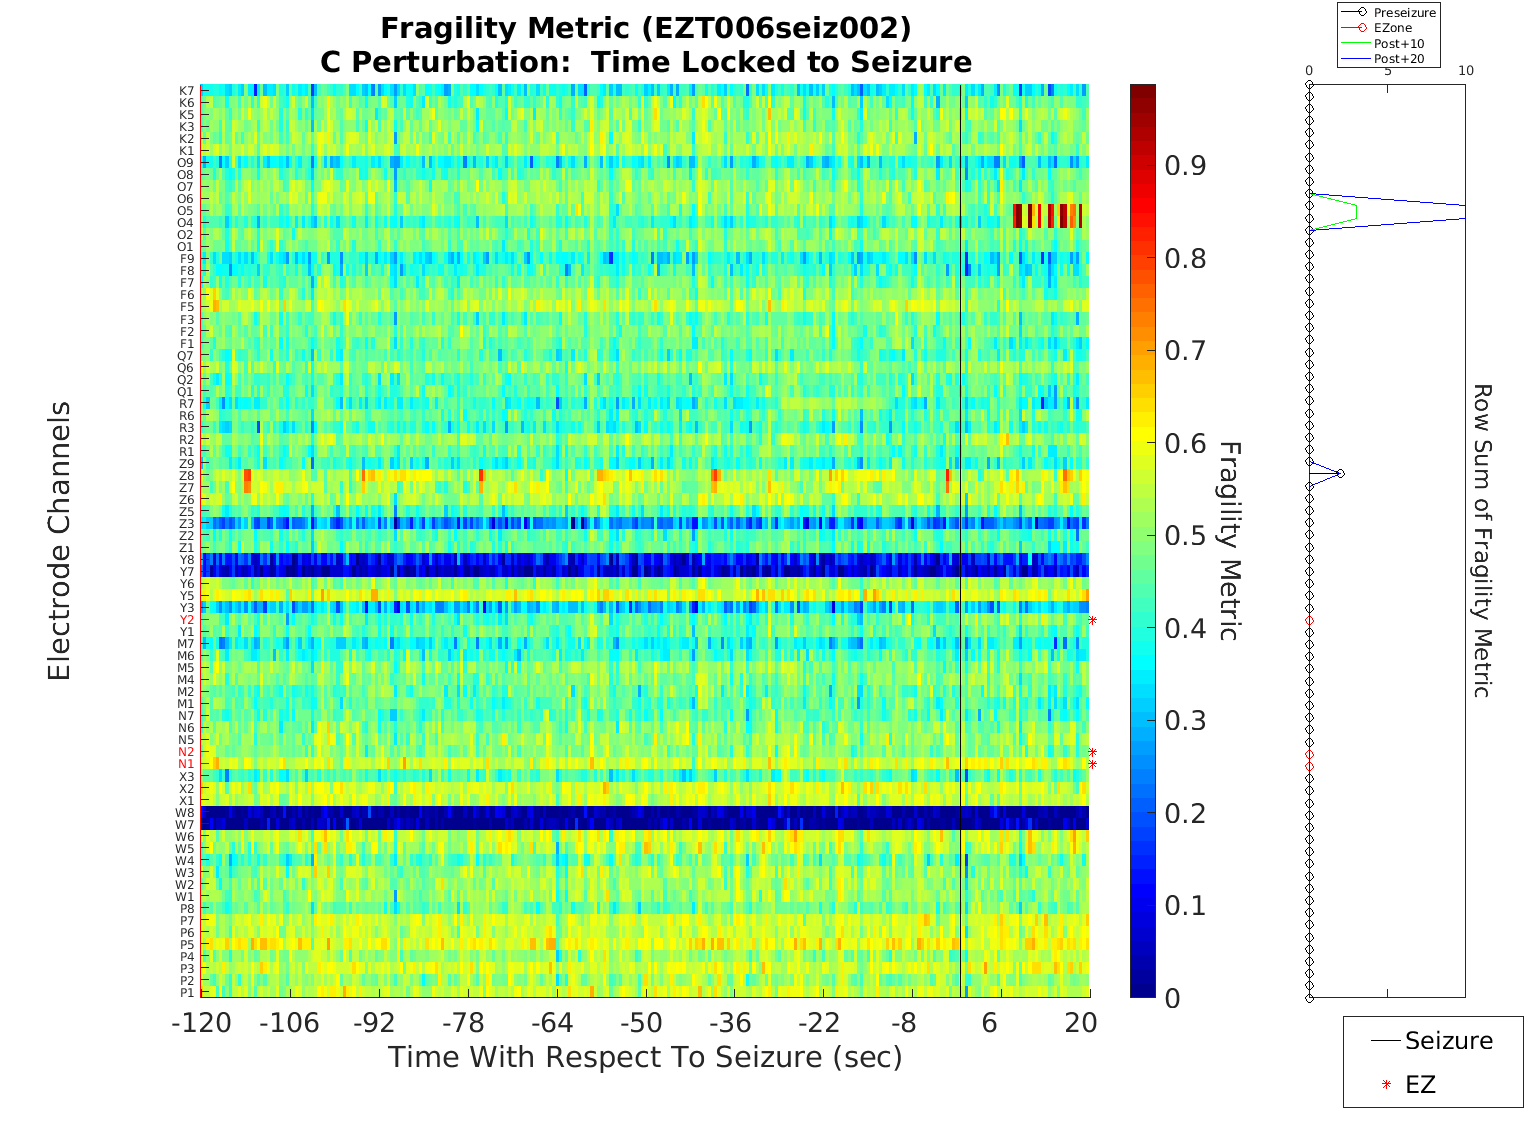 Fragility Metric (EZT006seiz002)
C Perturbation:  Time Locked to Seizure
Preseizure
EZone
Post+10
Post+20
0 5 10
K7
K6
K5
K3
K2
K1
O9
O8
O7
O6
O5
O4
O2
O1
F9
F8
F7
F6
F5
F3
F2
F1
Q7
Q6
Q2
Q1
R7
R6
R3
R2
R1
Z9
Z8
Z7
Z6
Z5
Z3
Z2
Z1
Y8
Y7
Y6
Y5
Y3
Y2
Y1
M7
M6
M5
M4
M2
M1
N7
N6
N5
N2
N1
X3
X2
X1
W8
W7
W6
W5
W4
W3
W2
W1
P8
P7
P6
P5
P4
P3
P2
P1
Electrode Channels
-120 -106 -92 -78 -64 -50 -36 -22 -8 6 20
Time With Respect To Seizure (sec)
0.9
0.8
0.7
0.6
0.5
0.4
0.3
0.2
0.1
0
Fragility Metric
Row Sum of Fragility Metric
Seizure
EZ